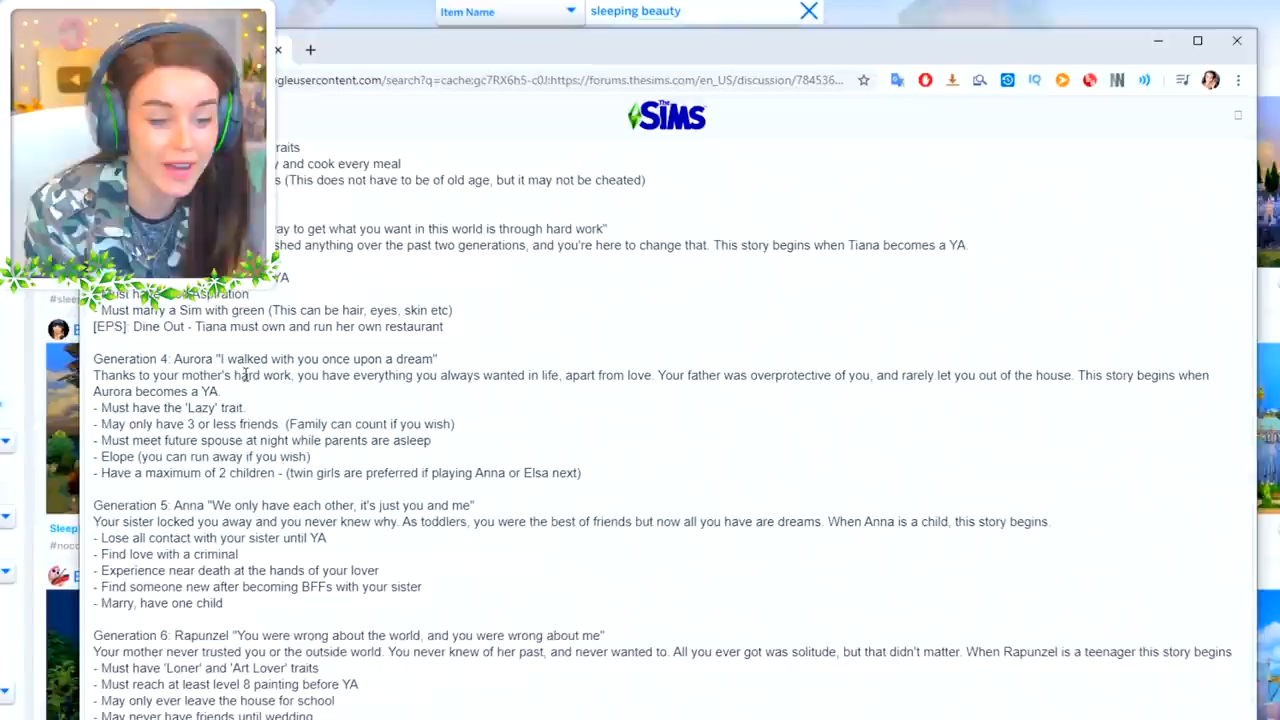 Item Name
sleeping beauty
ogleusercontent.com/search?q=cache:gc7RX6h5-c0J:https://forums.thesims.com/en_US/discussion/784536...
The SiMS
raits
y and cook every meal
s (This does not have to be of old age, but it may not be cheated)
ay to get what you want in this world is through hard work"
shed anything over the past two generations, and you're here to change that. This story begins when Tiana becomes a YA.
YA
- Must have Aspiration
- Must marry a Sim with green (This can be hair, eyes, skin etc)
[EPS]: Dine Out - Tiana must own and run her own restaurant
Generation 4: Aurora "I walked with you once upon a dream"
Thanks to your mother's hard work, you have everything you always wanted in life, apart from love. Your father was overprotective of you, and rarely let you out of the house. This story begins when
Aurora becomes a YA.
- Must have the 'Lazy' trait.
- May only have 3 or less friends. (Family can count if you wish)
- Must meet future spouse at night while parents are asleep
- Elope (you can run away if you wish)
- Have a maximum of 2 children - (twin girls are preferred if playing Anna or Elsa next)
Generation 5: Anna "We only have each other, it's just you and me"
Your sister locked you away and you never knew why. As toddlers, you were the best of friends but now all you have are dreams. When Anna is a child, this story begins.
- Lose all contact with your sister until YA
- Find love with a criminal
- Experience near death at the hands of your lover
- Find someone new after becoming BFFs with your sister
- Marry, have one child
Generation 6: Rapunzel "You were wrong about the world, and you were wrong about me"
Your mother never trusted you or the outside world. You never knew of her past, and never wanted to. All you ever got was solitude, but that didn't matter. When Rapunzel is a teenager this story begins
- Must have 'Loner' and 'Art Lover' traits
- Must reach at least level 8 painting before YA
- May only ever leave the house for school
- May never have friends until wedding
#slee
Sleepi
#noco